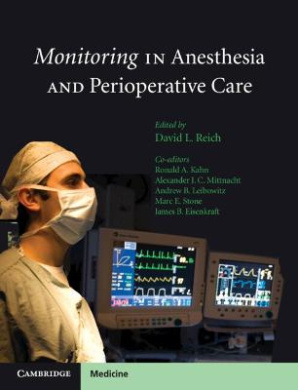 Monitoring in Anesthesia
and Perioperative Care
Edited by
David L. Reich
Co-editors
Ronald A. Kahn
Alexander J. C. Mittnacht
Andrew B. Leibowitz
Marc E. Stone
James B. Eisenkraft
CAMBRIDGE
Medicine